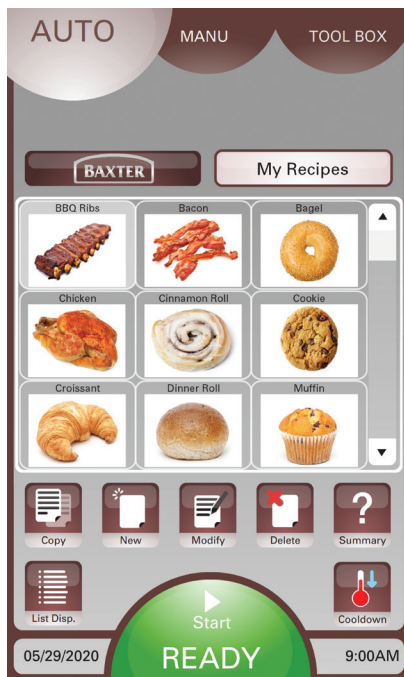 AUTO
MANU
TOOL BOX
BAXTER
My Recipes
BBQ Ribs
Bacon
Bagel
Chicken
Cinnamon Roll
Cookie
Croissant
Dinner Roll
Muffin
Copy
New
Modify
Delete
?
Summary
List Disp.
Start
Cooldown
05/29/2020
READY
9:00AM